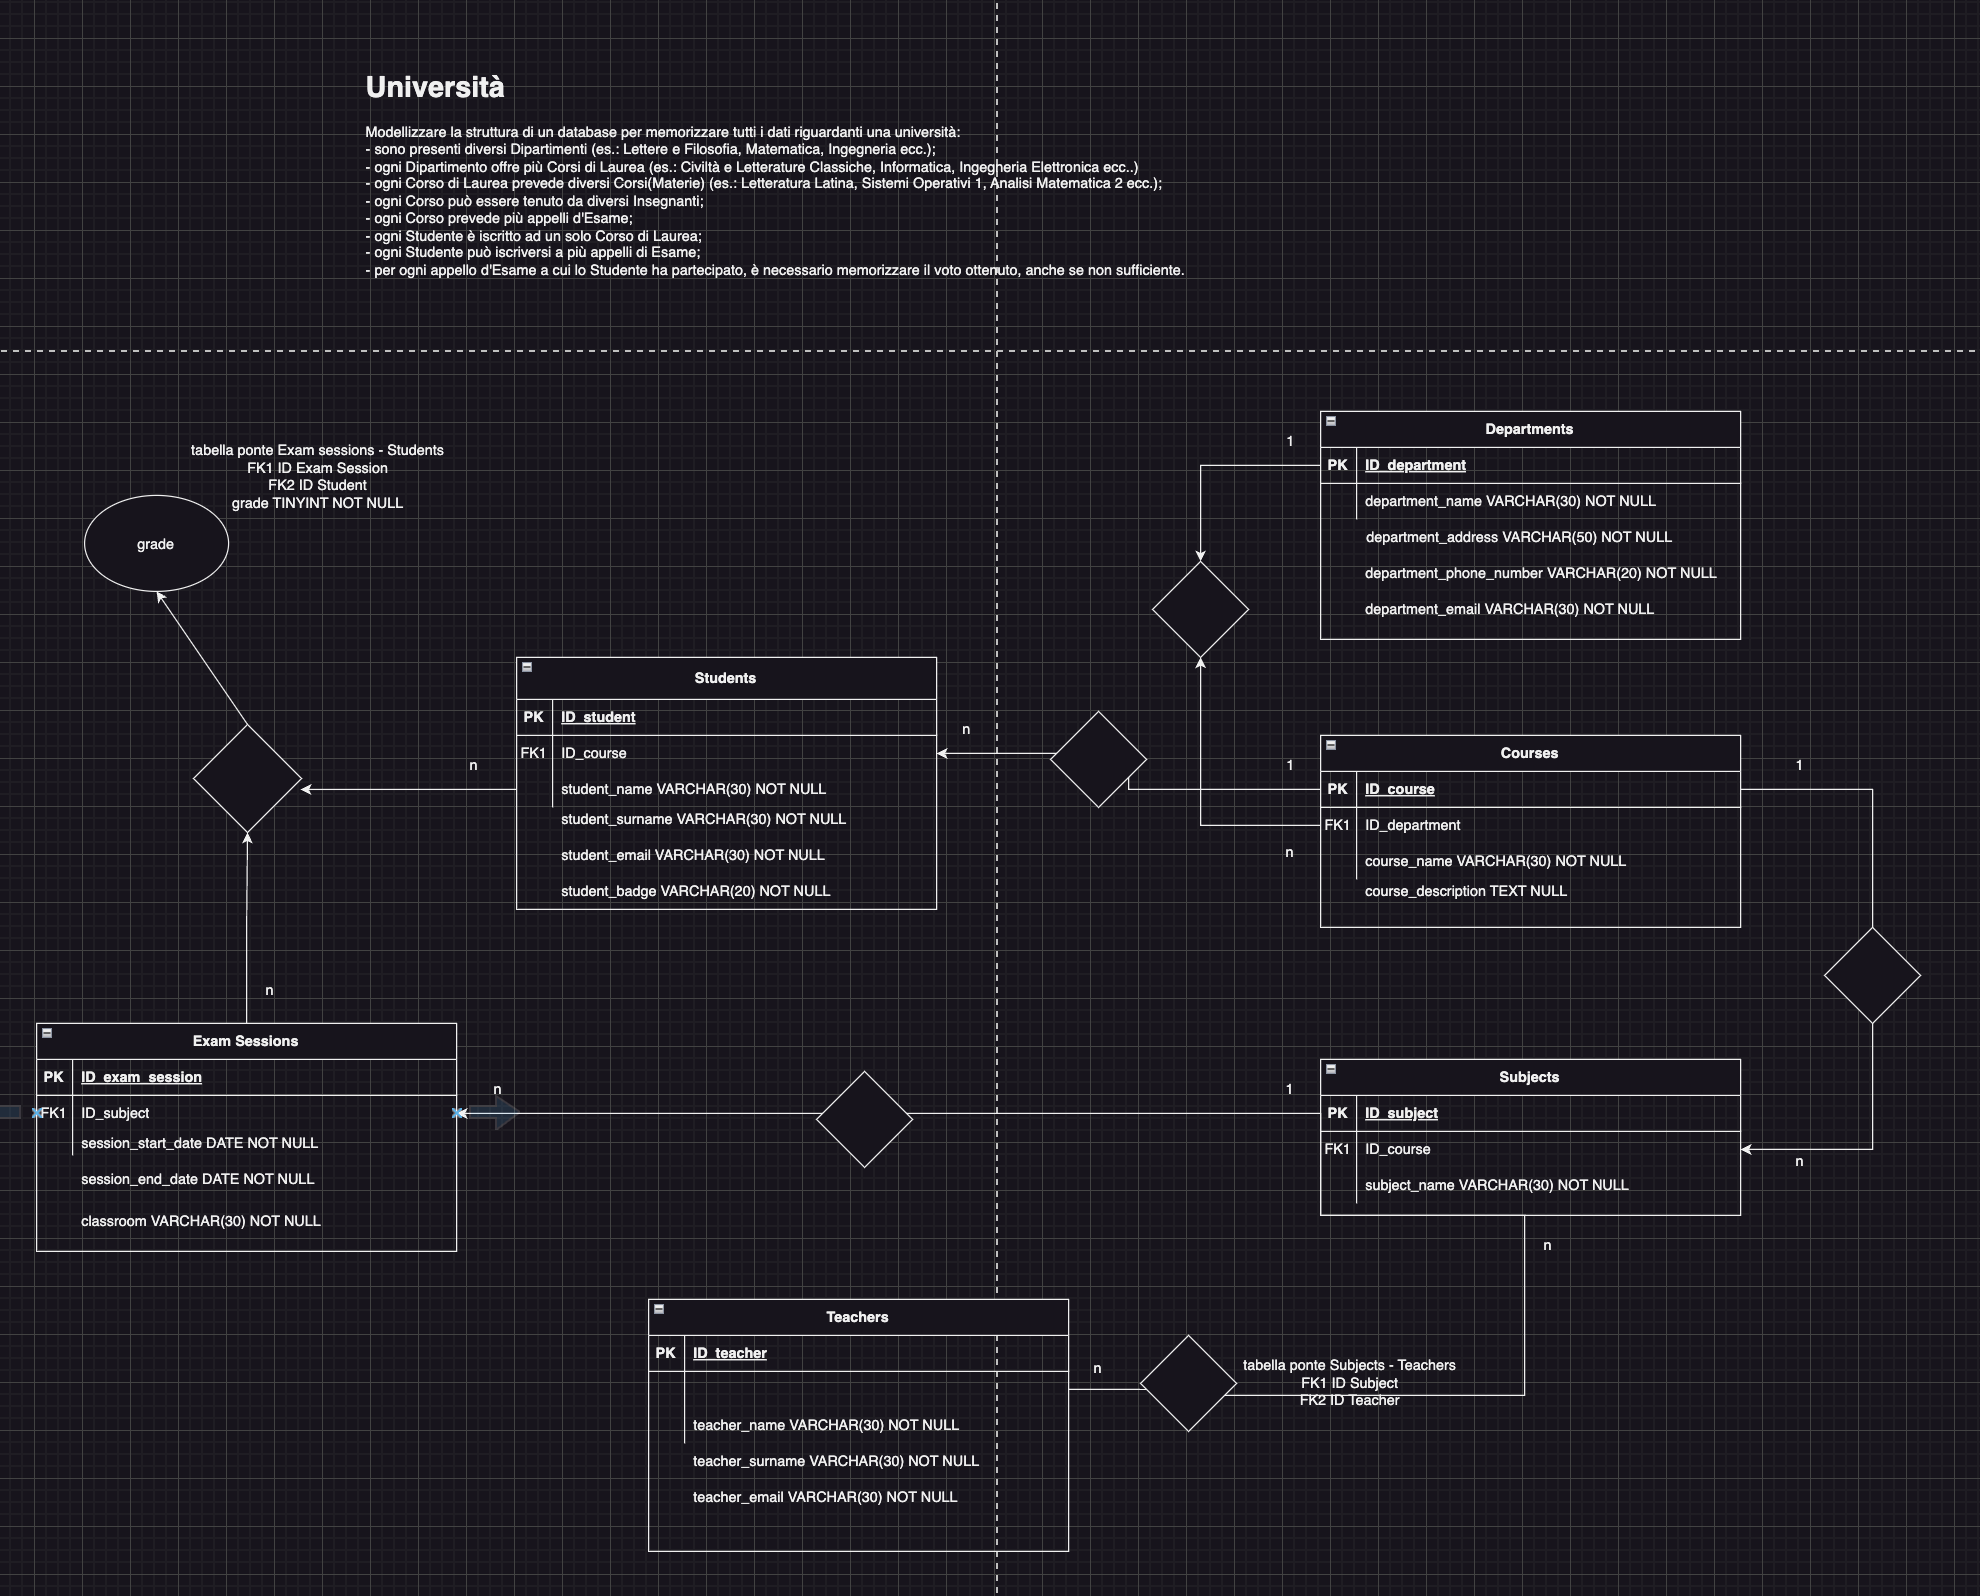 Università
Modellizzare la struttura di un database per memorizzare tutti i dati riguardanti una università:
- sono presenti diversi Dipartimenti (es.: Lettere e Filosofia, Matematica, Ingegneria ecc.);
- ogni Dipartimento offre più Corsi di Laurea (es.: Civiltà e Letterature Classiche, Informatica, Ingegneria Elettronica ecc..)
- ogni Corso di Laurea prevede diversi Corsi(Materie) (es.: Letteratura Latina, Sistemi Operativi 1, Analisi Matematica 2 ecc.);
- ogni Corso può essere tenuto da diversi Insegnanti;
- ogni Corso prevede più appelli d'Esame;
- ogni Studente è iscritto ad un solo Corso di Laurea;
- ogni Studente può iscriversi a più appelli di Esame;
- per ogni appello d'Esame a cui lo Studente ha partecipato, è necessario memorizzare il voto ottenuto, anche se non sufficiente.
tabella ponte Exam sessions - Students
FK1 ID Exam Session
FK2 ID Student
grade TINYINT NOT NULL
grade
1
Departments
PK ID_department
department_name VARCHAR(30) NOT NULL
department_address VARCHAR(50) NOT NULL
department_phone_number VARCHAR(20) NOT NULL
department_email VARCHAR(30) NOT NULL
n
Students
PK ID_student
FK1 ID_course
student_name VARCHAR(30) NOT NULL
student_surname VARCHAR(30) NOT NULL
student_email VARCHAR(30) NOT NULL
student_badge VARCHAR(20) NOT NULL
n
1
n
Courses
PK ID_course
FK1 ID_department
course_name VARCHAR(30) NOT NULL
course_description TEXT NULL
1
n
Exam Sessions
PK ID_exam_session
FK1 ID_subject
session_start_date DATE NOT NULL
session_end_date DATE NOT NULL
classroom VARCHAR(30) NOT NULL
n
1
Subjects
PK ID_subject
FK1 ID_course
subject_name VARCHAR(30) NOT NULL
n
n
Teachers
PK ID_teacher
teacher_name VARCHAR(30) NOT NULL
teacher_surname VARCHAR(30) NOT NULL
teacher_email VARCHAR(30) NOT NULL
n
tabella ponte Subjects - Teachers
FK1 ID Subject
FK2 ID Teacher